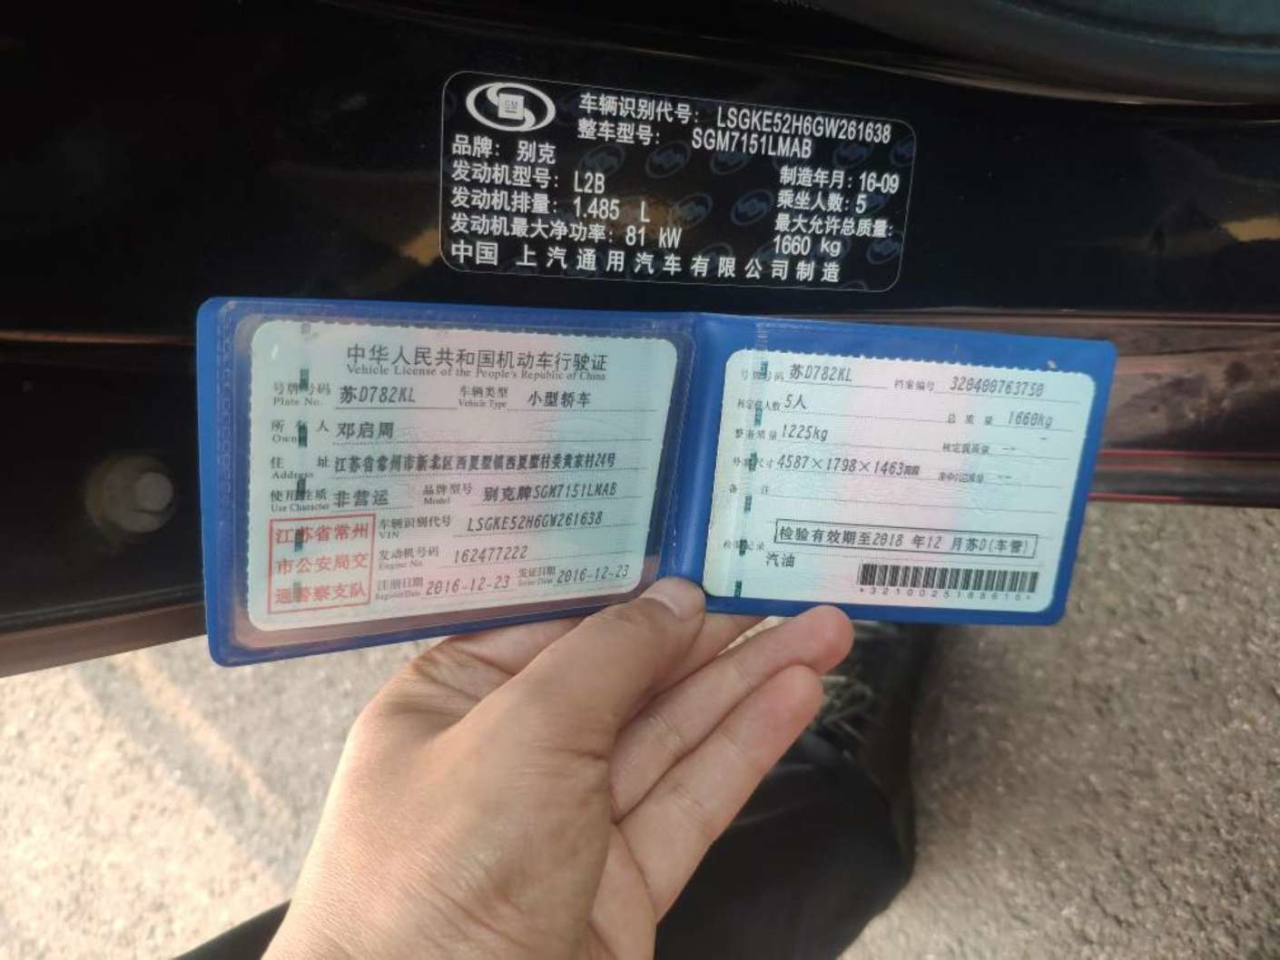 GM
车辆识别代号: LSGKE52H6GW261638
整车型号: SGM7151LMAB
品牌: 别克
发动机型号: L2B
制造年月: 16-09
发动机排量: 1.485 L
乘坐人数: 5
发动机最大净功率: 81 kW
最大允许总质量: 1660 kg
中国 上汽通用汽车有限公司制造
中华人民共和国机动车行驶证
Vehicle License of the People's Republic of China
号牌号码 苏D782KL 车辆类型 小型轿车
Plate No. Vehicle Type
所有人 邓启周
Owner
住址 江苏省常州市新北区西夏墅镇西夏墅村委黄家村24号
Address
使用性质 非营运 品牌型号 别克牌SGM7151LMAB
Use Character Model
江苏省常州
市公安局交
通警察支队
车辆识别代号 LSGKE52H6GW261638
VIN
发动机号码 162477222
Engine No.
注册日期 2016-12-23 发证日期 2016-12-23
Register Date Issue Date
号牌号码 苏D782KL 档案编号 320400763750
核定载人数 5人 总质量 1660kg
整备质量 1225kg 核定载质量 --
外廓尺寸 4587×1798×1463mm 准牵引总质量 --
备注
检验有效期至2018 年12 月苏D(车管)
检验记录
汽油